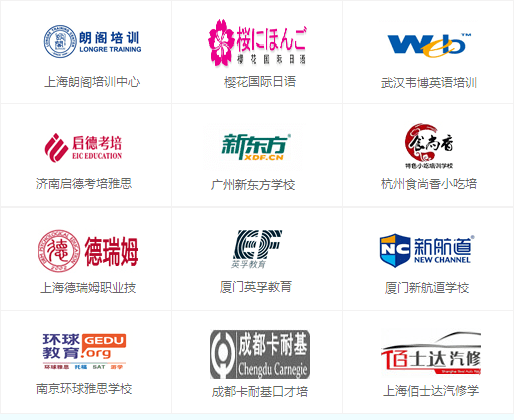 朗阁培训
LONGRE TRAINING
上海朗阁培训中心
桜にほんご
樱花国际日语
樱花国际日语
Web™
武汉韦博英语培训
启德考培
EIC EDUCATION
济南启德考培雅思
新东方
XDF.CN
广州新东方学校
食尚香
特色小吃培训学校
杭州食尚香小吃培
德
德瑞姆
上海德瑞姆职业技
EF
英孚教育
厦门英孚教育
NC
新航道
NEW CHANNEL
厦门新航道学校
环球教育
GEDU
.org
环球雅思 托福 SAT 游学
南京环球雅思学校
成都卡耐基
Chengdu Carnegie
成都卡耐基口才培
佰士达汽修
上海佰士达汽修学